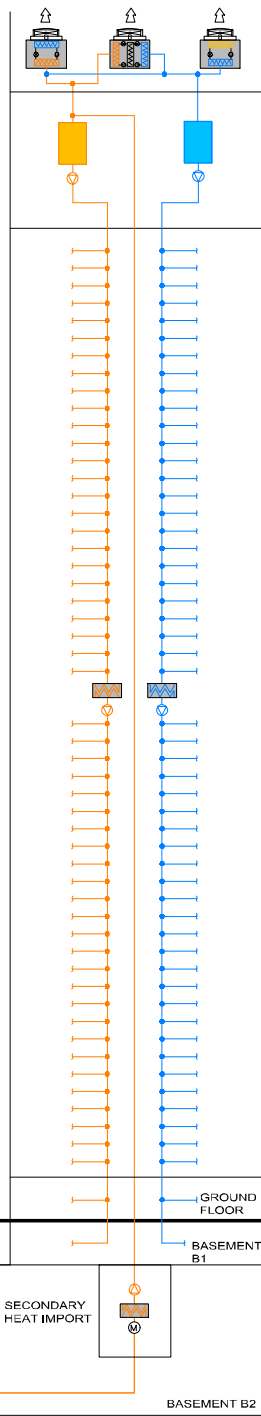 GROUND
FLOOR
BASEMENT
B1
SECONDARY
HEAT IMPORT
M
BASEMENT B2